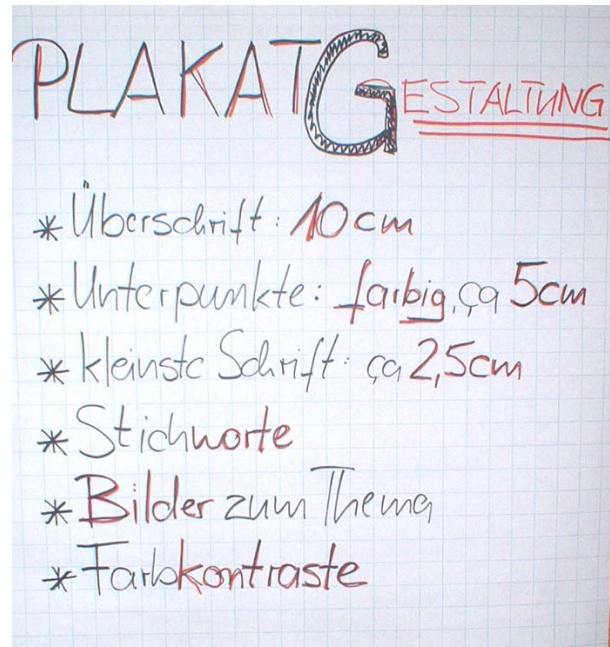 PLAKATGESTALTUNG
* Überschrift: 10cm
* Unterpunkte: farbig, ca 5cm
* kleinste Schrift: ca 2,5cm
* Stichworte
* Bilder zum Thema
* Farbkontraste